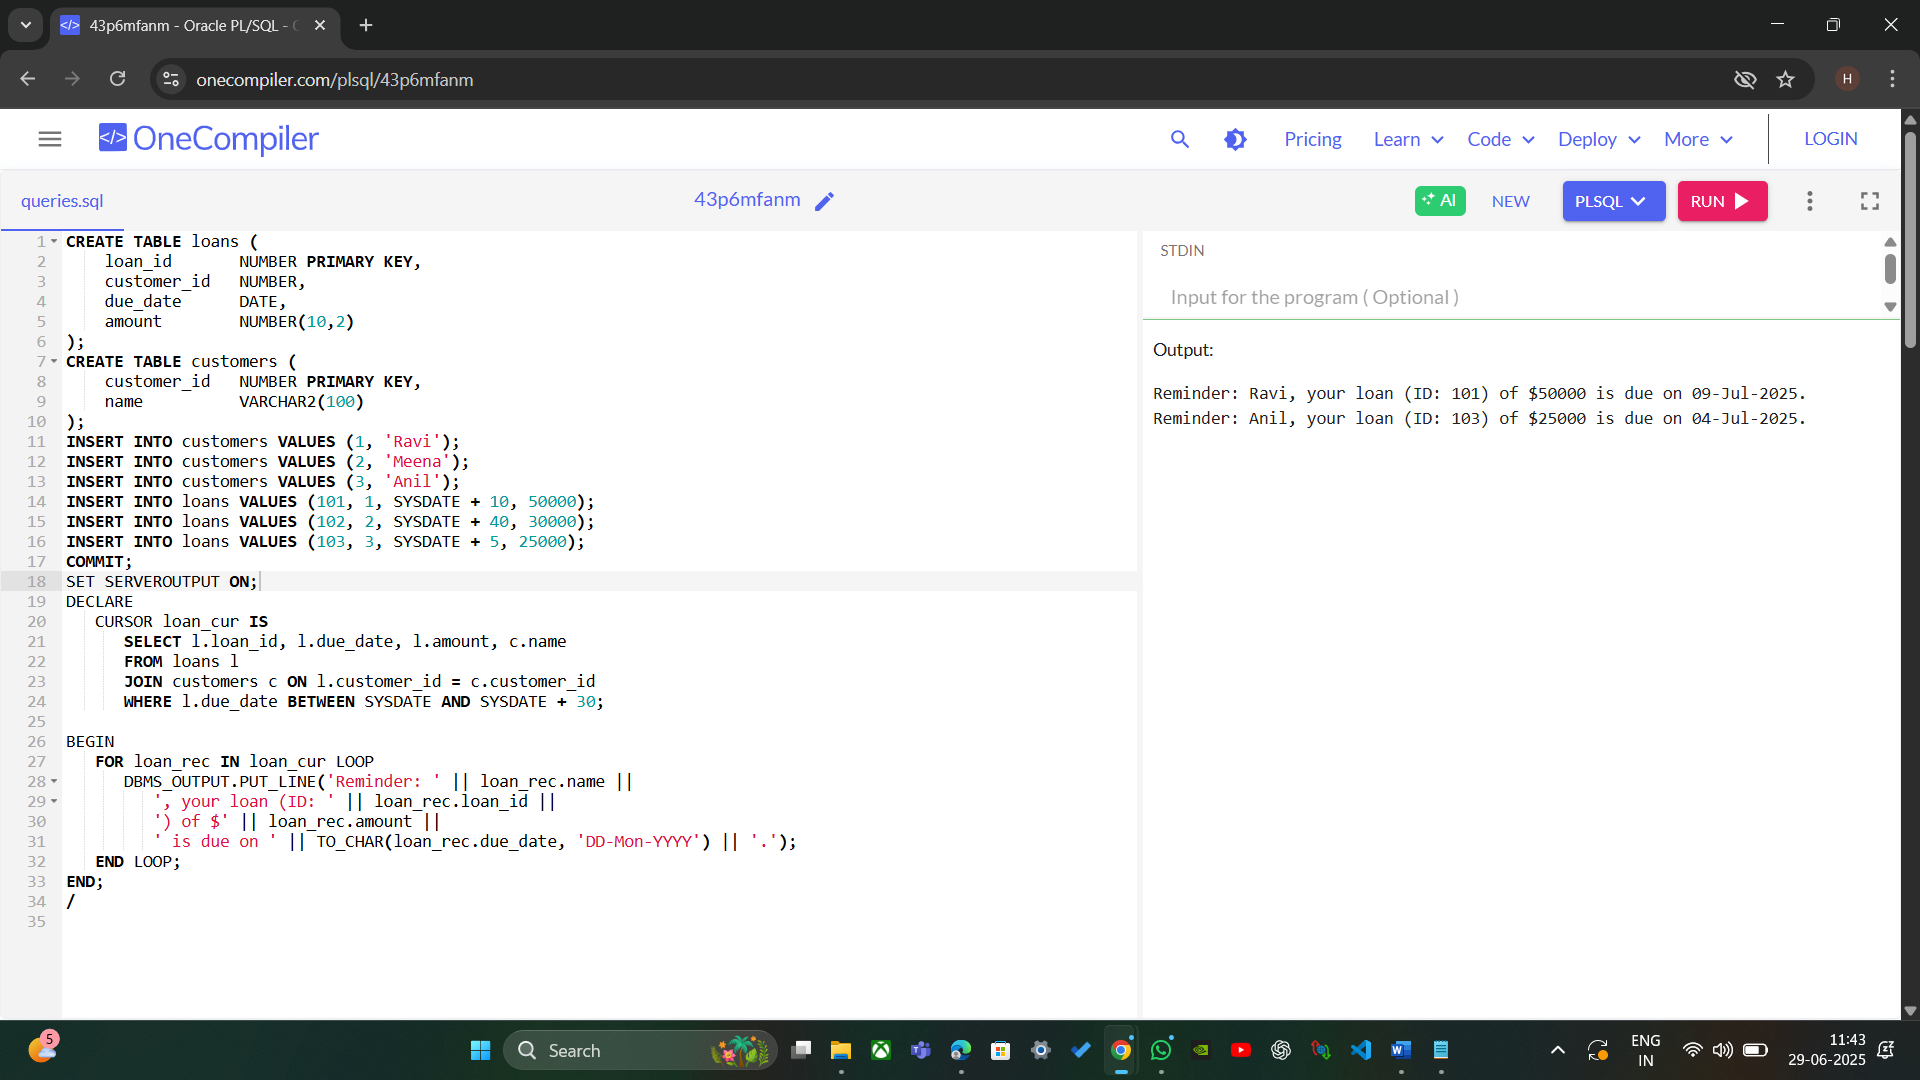 43p6mfanm - Oracle PL/SQL -
onecompiler.com/plsql/43p6mfanm
H
</> OneCompiler
Pricing
Learn
Code
Deploy
More
LOGIN
queries.sql
43p6mfanm
AI
NEW
PLSQL
RUN
1 CREATE TABLE loans (
2     loan_id       NUMBER PRIMARY KEY,
3     customer_id   NUMBER,
4     due_date      DATE,
5     amount        NUMBER(10,2)
6 );
7 CREATE TABLE customers (
8     customer_id   NUMBER PRIMARY KEY,
9     name          VARCHAR2(100)
10 );
11 INSERT INTO customers VALUES (1, 'Ravi');
12 INSERT INTO customers VALUES (2, 'Meena');
13 INSERT INTO customers VALUES (3, 'Anil');
14 INSERT INTO loans VALUES (101, 1, SYSDATE + 10, 50000);
15 INSERT INTO loans VALUES (102, 2, SYSDATE + 40, 30000);
16 INSERT INTO loans VALUES (103, 3, SYSDATE + 5, 25000);
17 COMMIT;
18 SET SERVEROUTPUT ON;
19 DECLARE
20    CURSOR loan_cur IS
21       SELECT l.loan_id, l.due_date, l.amount, c.name
22       FROM loans l
23       JOIN customers c ON l.customer_id = c.customer_id
24       WHERE l.due_date BETWEEN SYSDATE AND SYSDATE + 30;
25
26 BEGIN
27    FOR loan_rec IN loan_cur LOOP
28       DBMS_OUTPUT.PUT_LINE('Reminder: ' || loan_rec.name ||
29          ', your loan (ID: ' || loan_rec.loan_id ||
30          ') of $' || loan_rec.amount ||
31          ' is due on ' || TO_CHAR(loan_rec.due_date, 'DD-Mon-YYYY') || '.');
32    END LOOP;
33 END;
34 /
35
STDIN
Input for the program ( Optional )
Output:
Reminder: Ravi, your loan (ID: 101) of $50000 is due on 09-Jul-2025.
Reminder: Anil, your loan (ID: 103) of $25000 is due on 04-Jul-2025.
5
Search
ENG
IN
11:43
29-06-2025